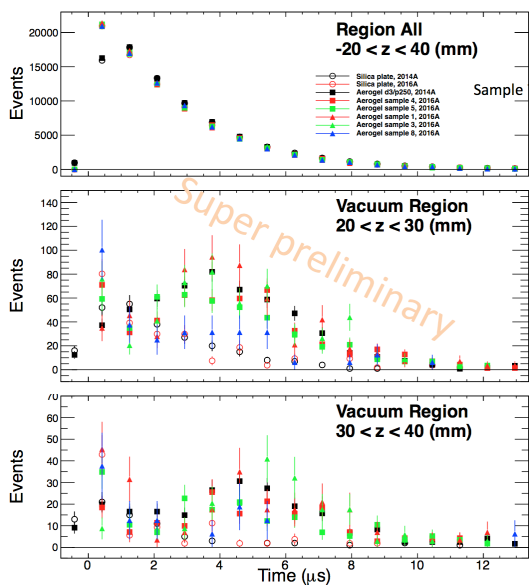 Region All
-20 < z < 40 (mm)
Events
20000
15000
10000
5000
0
Silica plate, 2014A
Silica plate, 2016A
Aerogel d3/p250, 2014A
Aerogel sample 4, 2016A
Aerogel sample 5, 2016A
Aerogel sample 1, 2016A
Aerogel sample 3, 2016A
Aerogel sample 8, 2016A
Sample
Super preliminary
Vacuum Region
20 < z < 30 (mm)
Events
140
120
100
80
60
40
20
0
Vacuum Region
30 < z < 40 (mm)
Events
70
60
50
40
30
20
10
0
0 2 4 6 8 10 12
Time (μs)